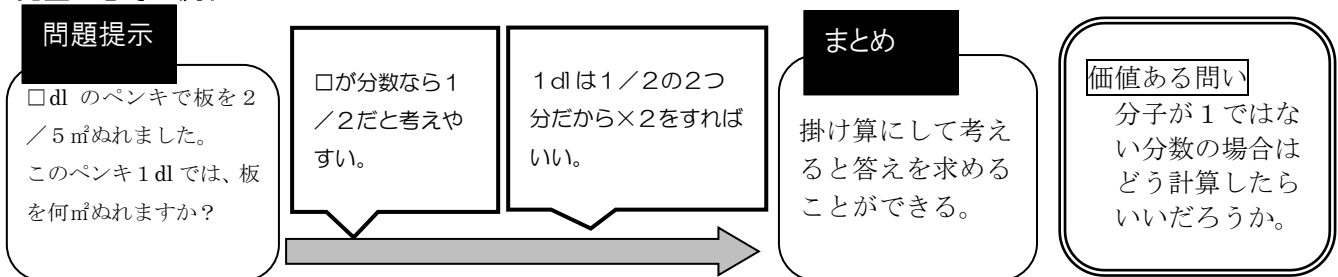 問題提示
□dl のペンキで板を2
／5㎡ぬれました。
このペンキ1dlでは、板
を何㎡ぬれますか？
□が分数なら１
／２だと考えや
すい。
１dlは１／２の２つ
分だから×２をすれば
いい。
まとめ
掛け算にして考え
ると答えを求める
ことができる。
価値ある問い
分子が１ではな
い分数の場合は
どう計算したら
いいだろうか。